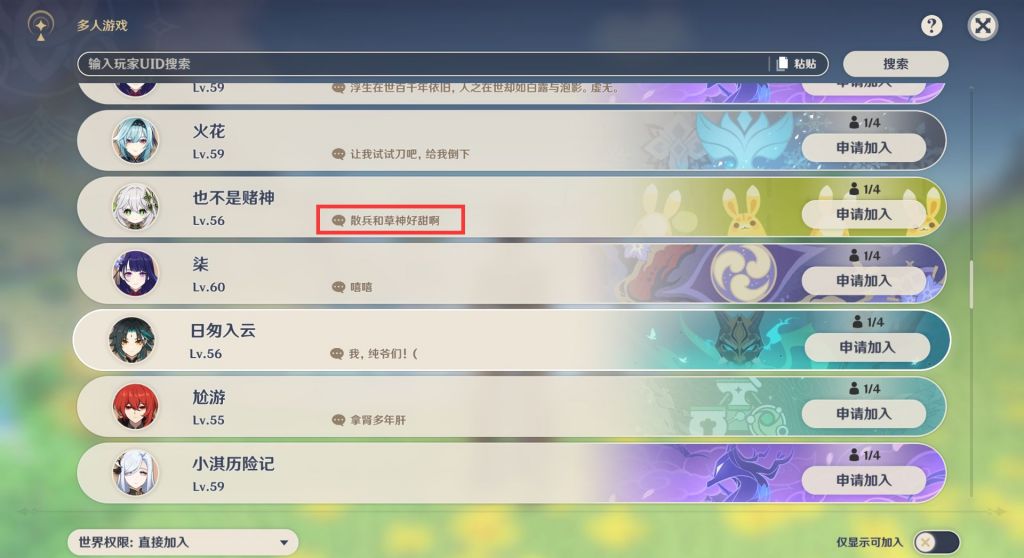 多人游戏
?
输入玩家UID搜索
粘贴
搜索
Lv.59
浮生在世百千年依旧，人之在世却如白露与泡影。虚无。
申请加入
火花
1/4
Lv.59
让我试试刀吧，给我倒下
申请加入
也不是赌神
1/4
Lv.56
散兵和草神好甜啊
申请加入
柒
1/4
Lv.60
嘻嘻
申请加入
日匆入云
1/4
Lv.56
我，纯爷们！(
申请加入
尬游
1/4
Lv.55
拿肾多年肝
申请加入
小淇历险记
1/4
Lv.59
申请加入
世界权限: 直接加入
仅显示可加入